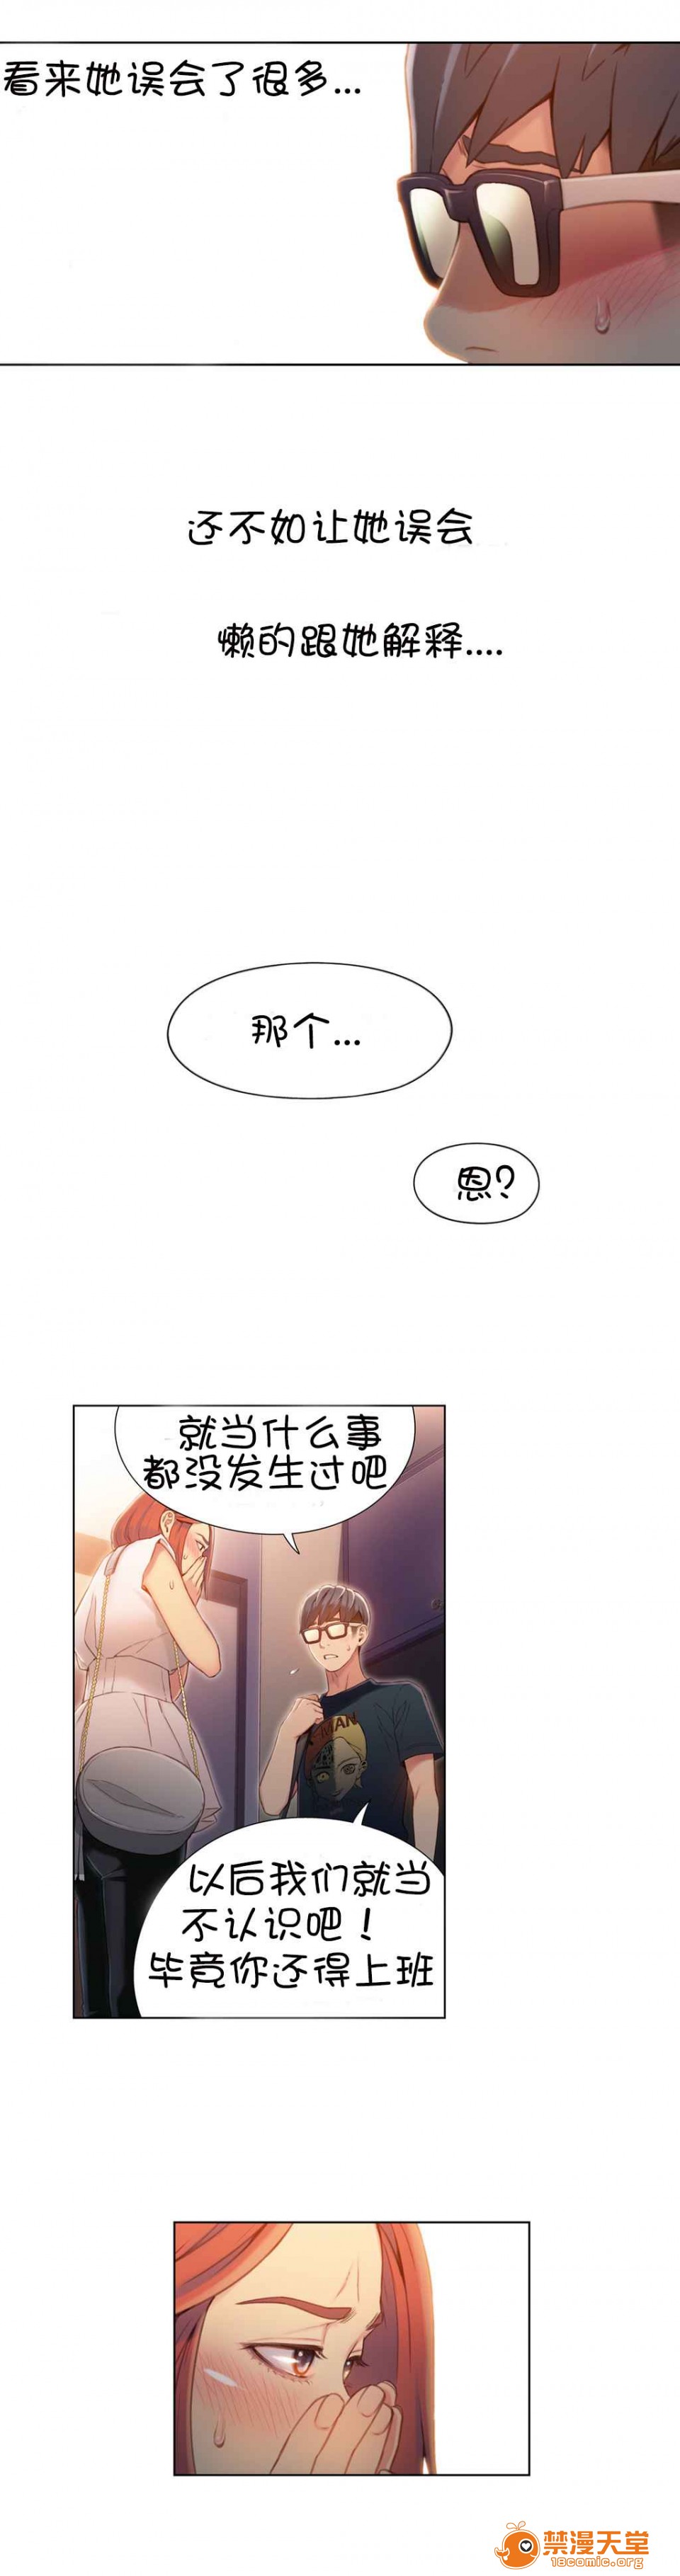 看来她误会了很多...
还不如让她误会
懒的跟她解释....
那个...
恩?
就当什么事
都没发生过吧
-MAN
以后我们就当
不认识吧!
毕竟你还得上班
禁漫天堂
18comic.org